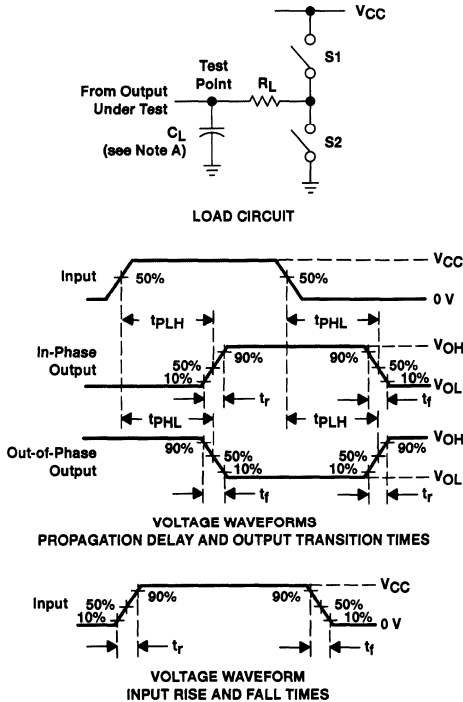 VCC
S1
Test
Point
RL
From Output
Under Test
CL
(see Note A)
S2
LOAD CIRCUIT
VCC
Input
50%
50%
0 V
tPLH
tPHL
VOH
In-Phase
Output
50%
10%
90%
90%
50%
10%
VOL
tr
tf
tPHL
tPLH
VOH
Out-of-Phase
Output
90%
50%
10%
50%
10%
90%
VOL
tf
tr
VOLTAGE WAVEFORMS
PROPAGATION DELAY AND OUTPUT TRANSITION TIMES
VCC
Input
50%
10%
90%
90%
50%
10%
0 V
tr
tf
VOLTAGE WAVEFORM
INPUT RISE AND FALL TIMES